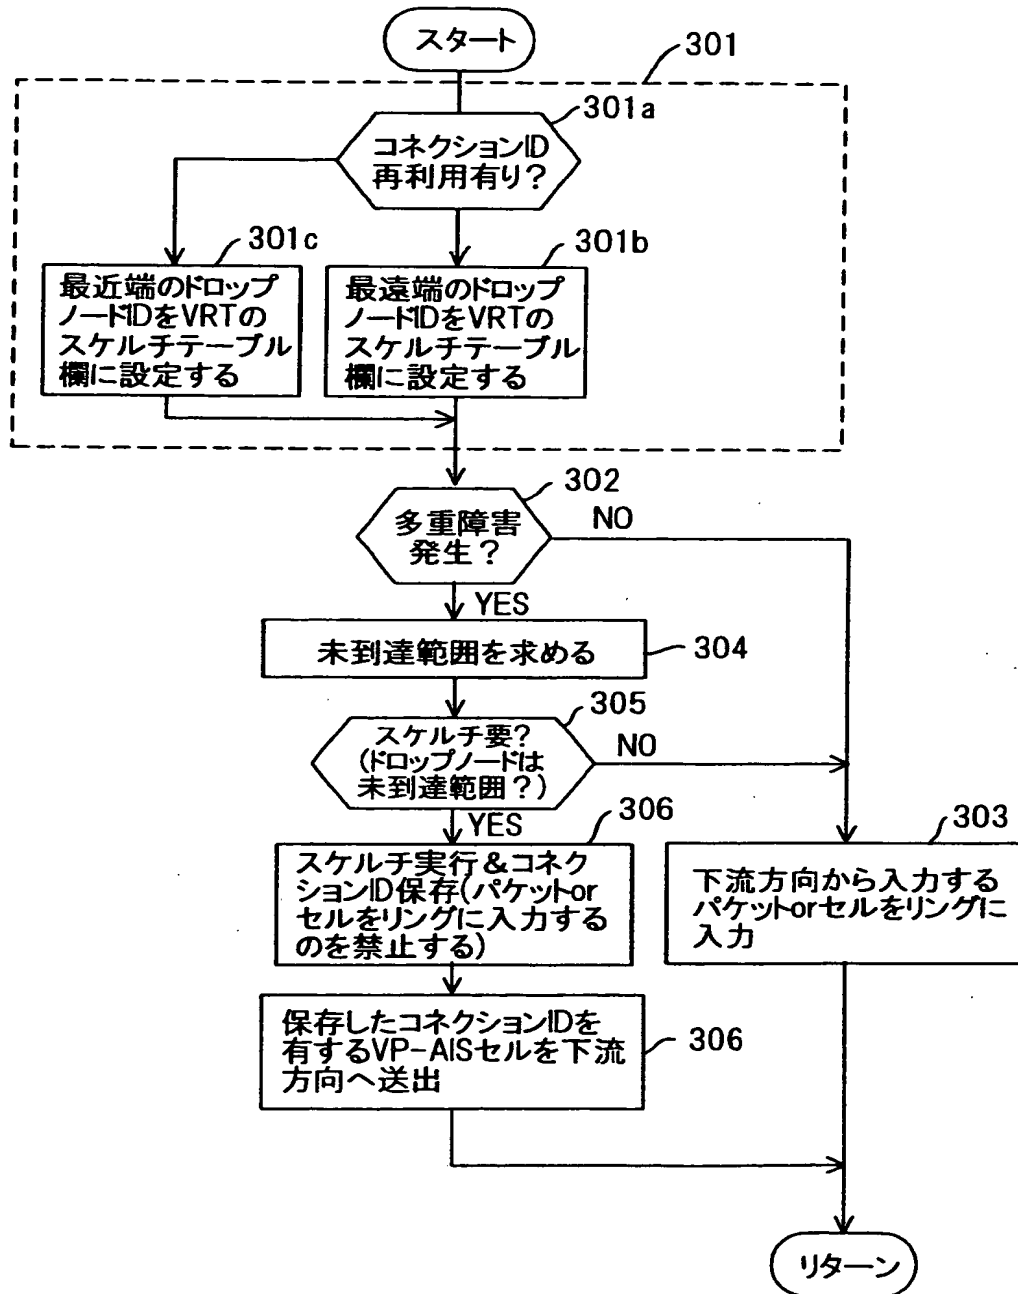 スタート
301
301a
コネクションID
再利用有り?
301c
最近端のドロップ
ノードIDをVRTの
スケルチテーブル
欄に設定する
301b
最遠端のドロップ
ノードIDをVRTの
スケルチテーブル
欄に設定する
302
多重障害
発生?
NO
YES
未到達範囲を求める
304
305
スケルチ要?
(ドロップノードは
未到達範囲?)
NO
YES
306
スケルチ実行&コネク
ションID保存(パケットor
セルをリングに入力する
のを禁止する)
303
下流方向から入力する
パケットorセルをリングに
入力
保存したコネクションIDを
有するVP-AISセルを下流
方向へ送出
306
リターン